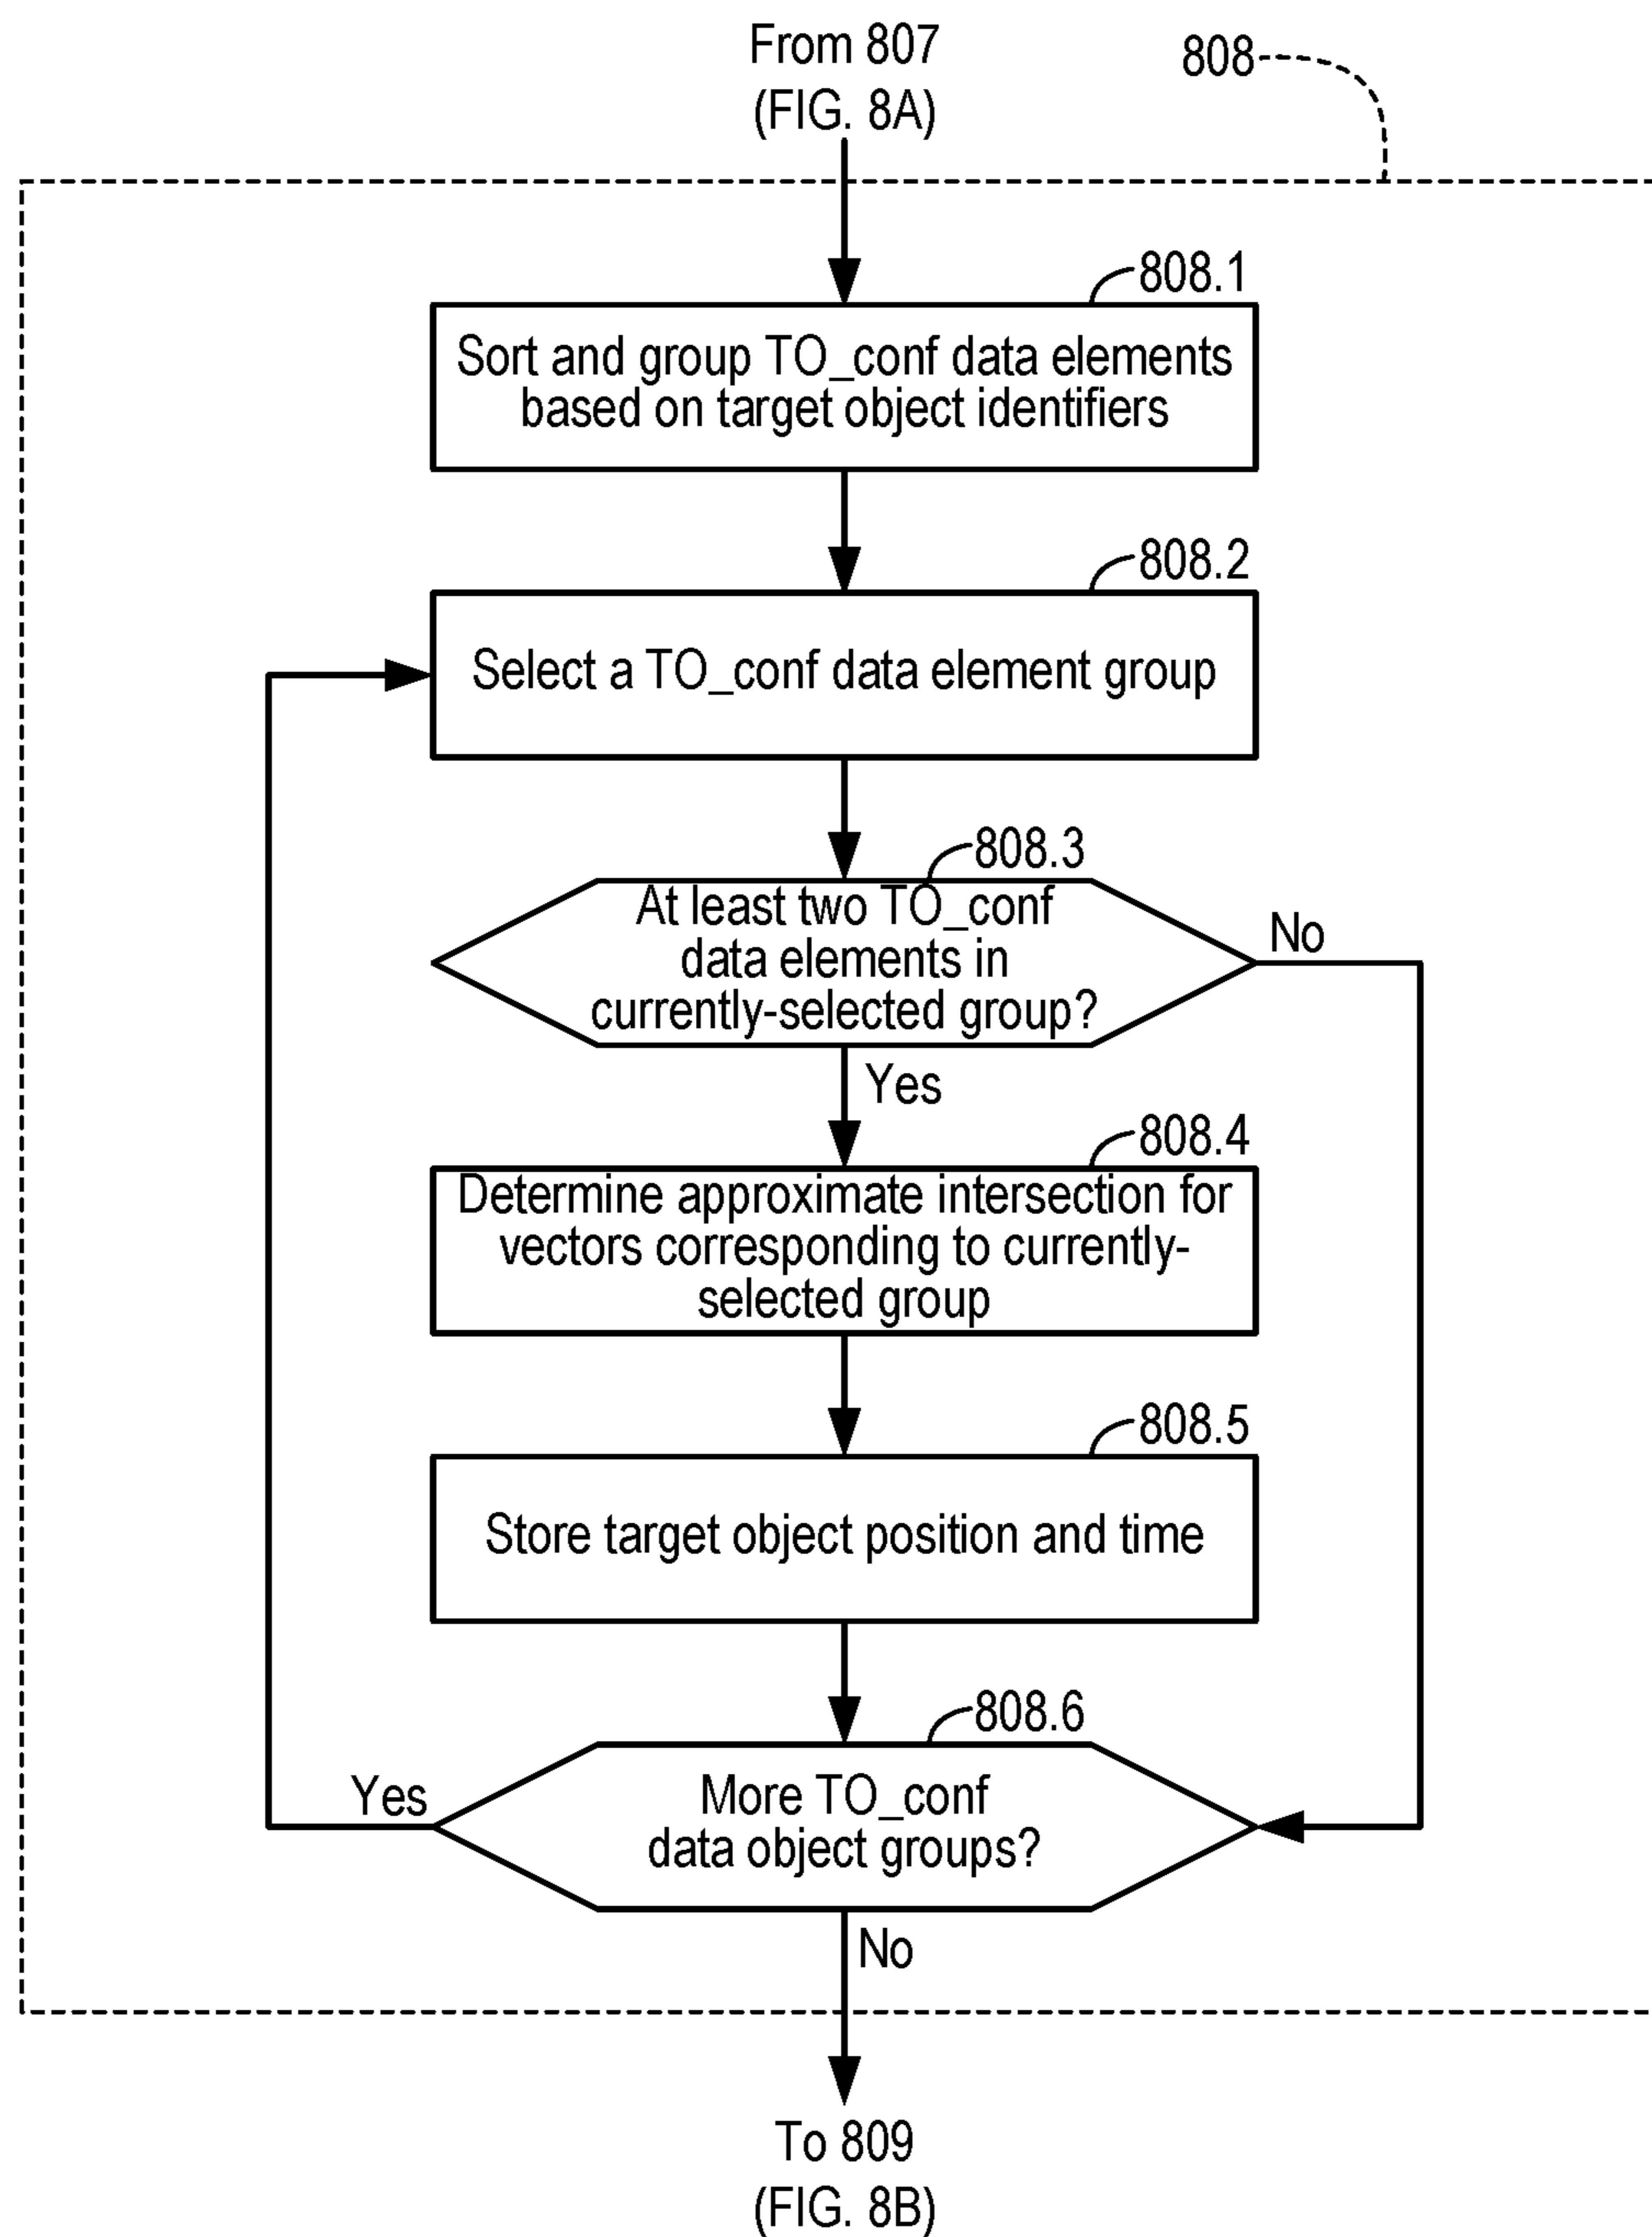 From 807
(FIG. 8A)
808
808.1
Sort and group TO_conf data elements
based on target object identifiers
808.2
Select a TO_conf data element group
808.3
At least two TO_conf
data elements in
currently-selected group?
No
Yes
808.4
Determine approximate intersection for
vectors corresponding to currently-
selected group
808.5
Store target object position and time
808.6
More TO_conf
data object groups?
Yes
No
To 809
(FIG. 8B)